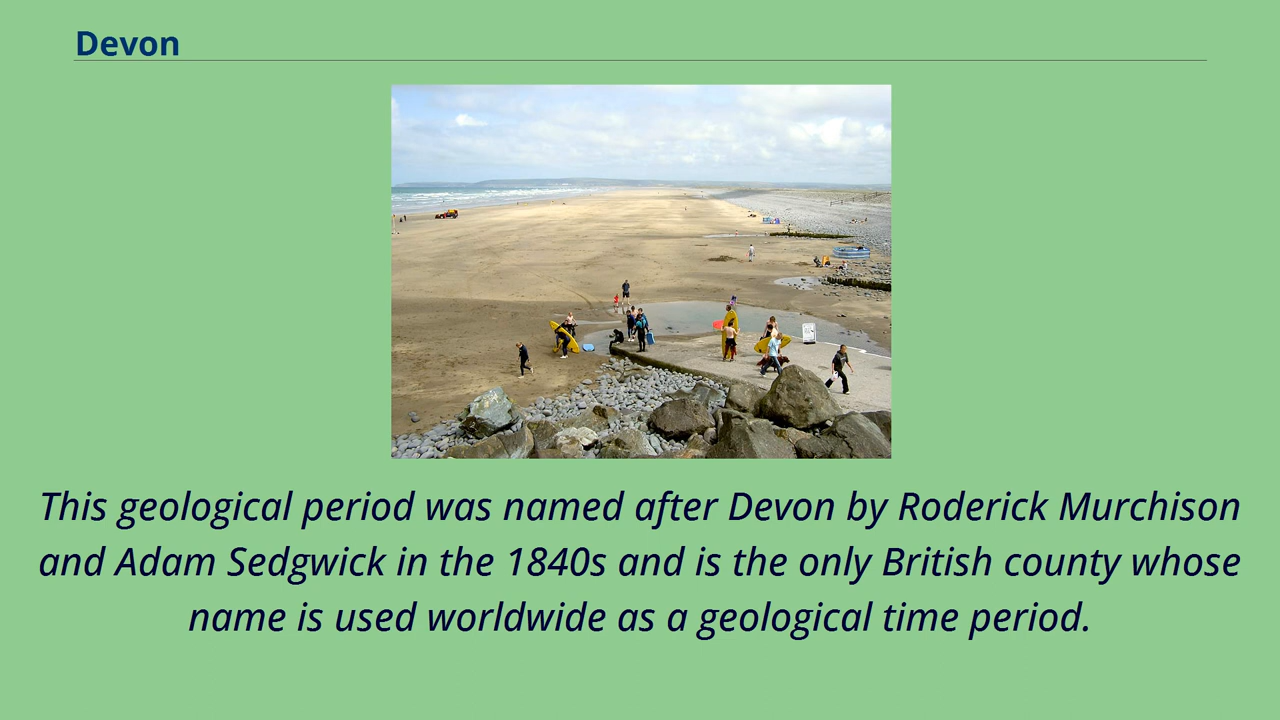 Devon
This geological period was named after Devon by Roderick Murchison
and Adam Sedgwick in the 1840s and is the only British county whose
name is used worldwide as a geological time period.